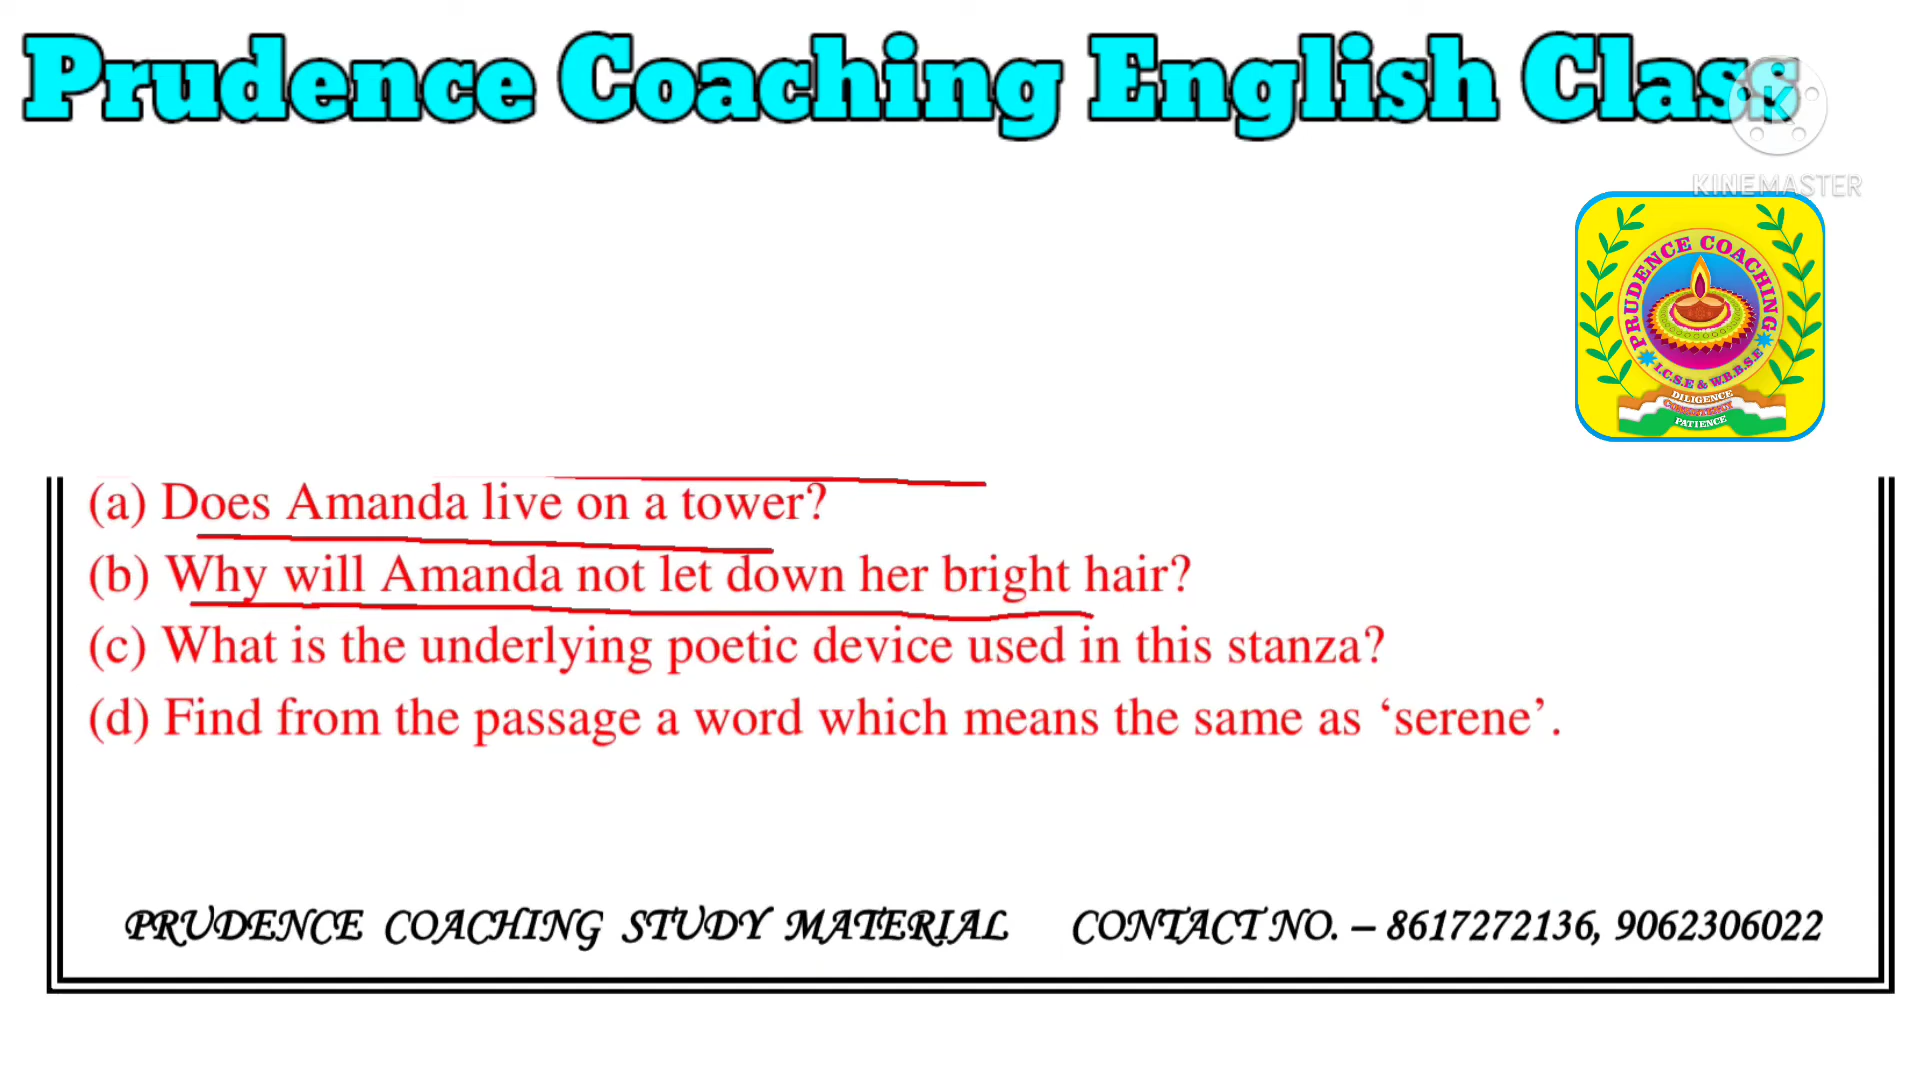 Prudence Coaching English Class
KINEMASTER
PRUDENCE COACHING
I.C.S.E & W.B.B.S.E
DILIGENCE
PATIENCE
(a) Does Amanda live on a tower?
(b) Why will Amanda not let down her bright hair?
(c) What is the underlying poetic device used in this stanza?
(d) Find from the passage a word which means the same as ‘serene’.
PRUDENCE COACHING STUDY MATERIAL CONTACT NO. – 8617272136, 9062306022